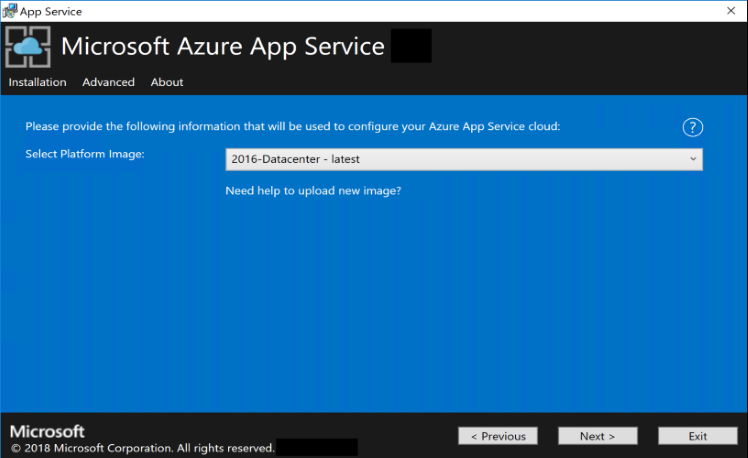 App Service
Microsoft Azure App Service
Installation Advanced About
Please provide the following information that will be used to configure your Azure App Service cloud:
?
Select Platform Image:
2016-Datacenter - latest
Need help to upload new image?
Microsoft
© 2018 Microsoft Corporation. All rights reserved.
< Previous Next > Exit